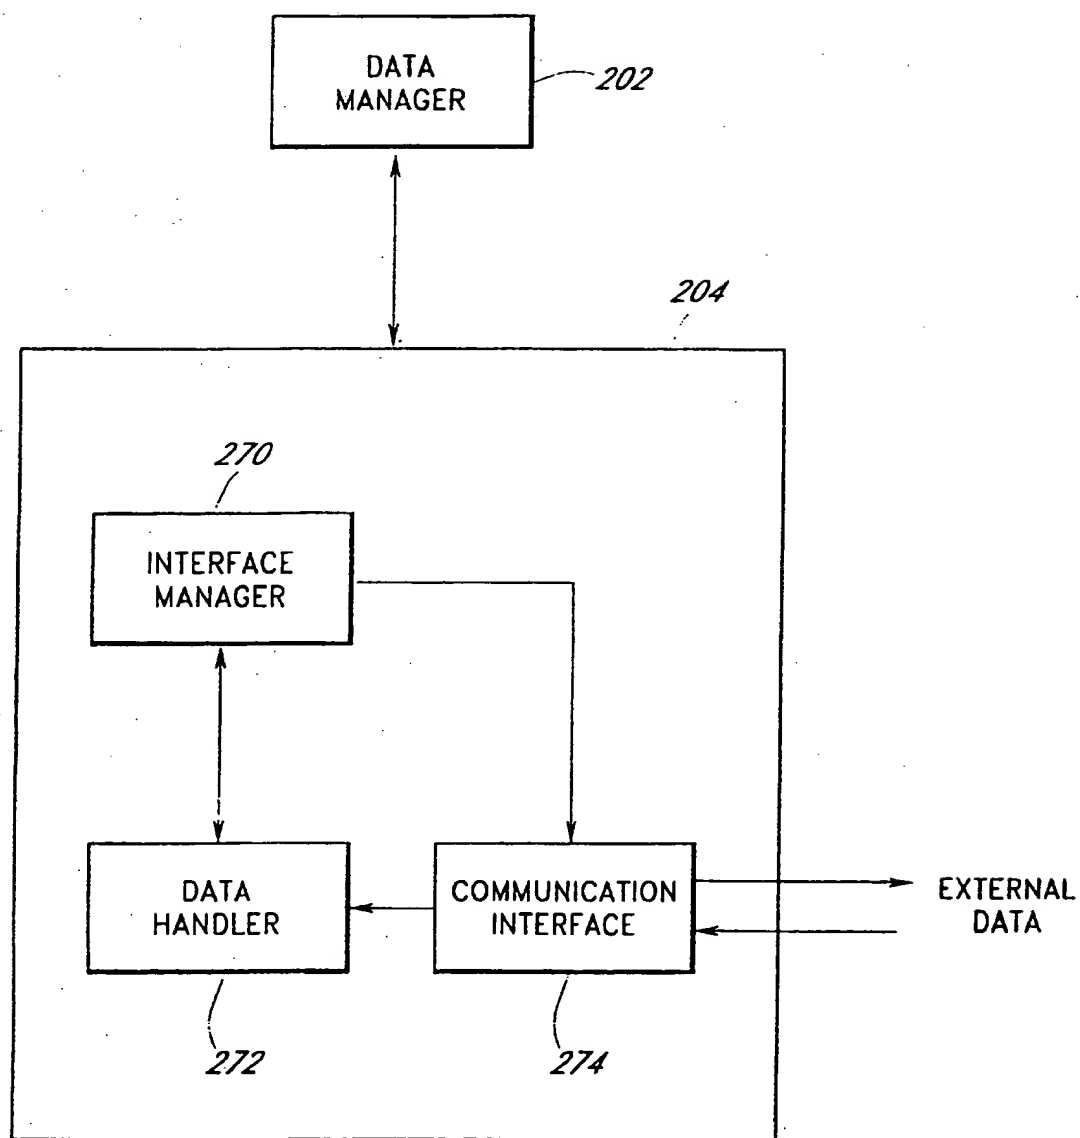 DATA
MANAGER
202
204
270
INTERFACE
MANAGER
DATA
HANDLER
COMMUNICATION
INTERFACE
EXTERNAL
DATA
272
274